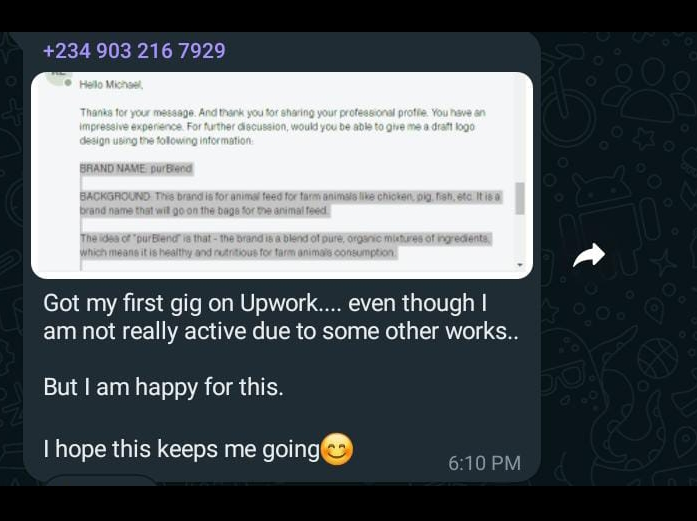 +234 903 216 7929
Hello Michael,
Thanks for your message. And thank you for sharing your professional profile. You have an
impressive experience. For further discussion, would you be able to give me a draft logo
design using the following information:
BRAND NAME: purBlend
BACKGROUND: This brand is for animal feed for farm animals like chicken, pig, fish, etc. It is a
brand name that will go on the bags for the animal feed.
The idea of "purBlend" is that - the brand is a blend of pure, organic mixtures of ingredients,
which means it is healthy and nutritious for farm animals consumption.
Got my first gig on Upwork.... even though I
am not really active due to some other works..
But I am happy for this.
I hope this keeps me going😊
6:10 PM